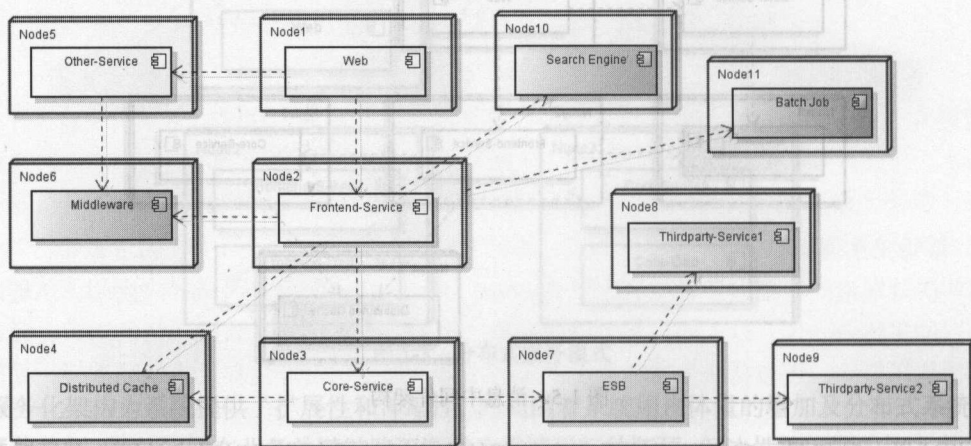 Node5
Other-Service
Node1
Web
Node10
Search Engine
Node11
Batch Job
Node6
Middleware
Node2
Frontend-Service
Node8
Thirdparty-Service1
Node4
Distributed Cache
Node3
Core-Service
Node7
ESB
Node9
Thirdparty-Service2